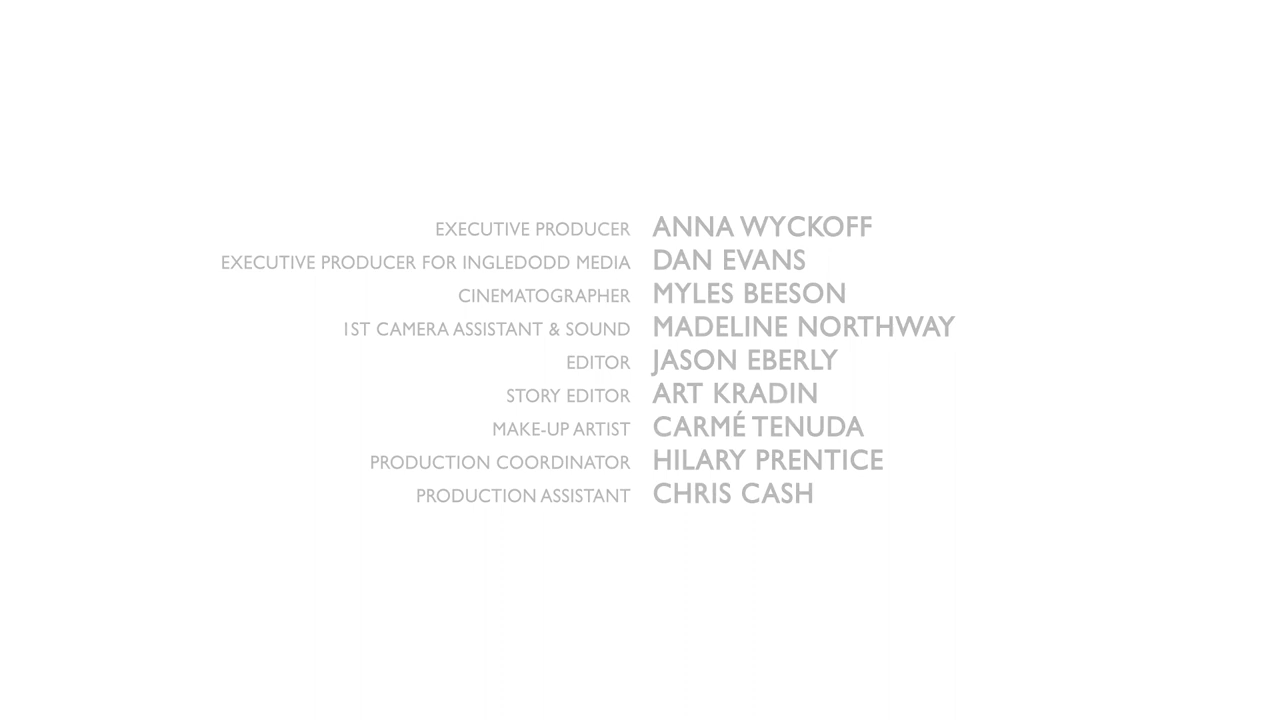 EXECUTIVE PRODUCER ANNA WYCKOFF
EXECUTIVE PRODUCER FOR INGLEDODD MEDIA DAN EVANS
CINEMATOGRAPHER MYLES BEESON
1ST CAMERA ASSISTANT & SOUND MADELINE NORTHWAY
EDITOR JASON EBERLY
STORY EDITOR ART KRADIN
MAKE-UP ARTIST CARMÉ TENUDA
PRODUCTION COORDINATOR HILARY PRENTICE
PRODUCTION ASSISTANT CHRIS CASH